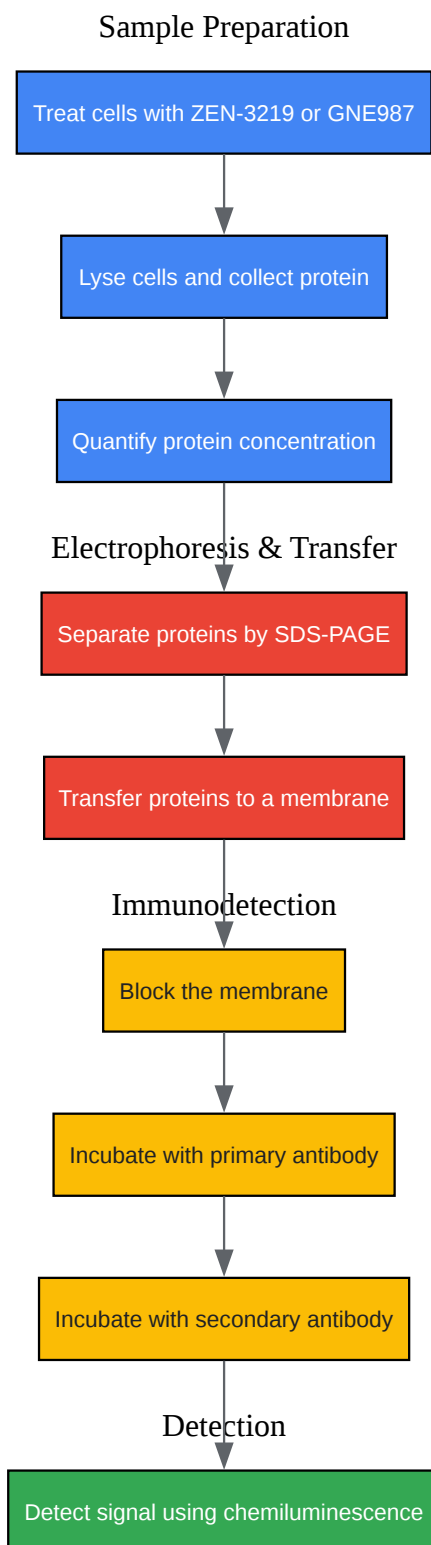 Sample Preparation
Treat cells with ZEN-3219 or GNE987
Lyse cells and collect protein
Quantify protein concentration
Electrophoresis & Transfer
Separate proteins by SDS-PAGE
Transfer proteins to a membrane
Immunodetection
Block the membrane
Incubate with primary antibody
Incubate with secondary antibody
Detection
Detect signal using chemiluminescence